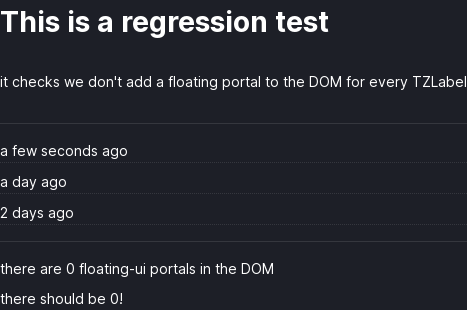 This is a regression test
it checks we don't add a floating portal to the DOM for every TZLabel
a few seconds ago
a day ago
2 days ago
there are 0 floating-ui portals in the DOM
there should be 0!